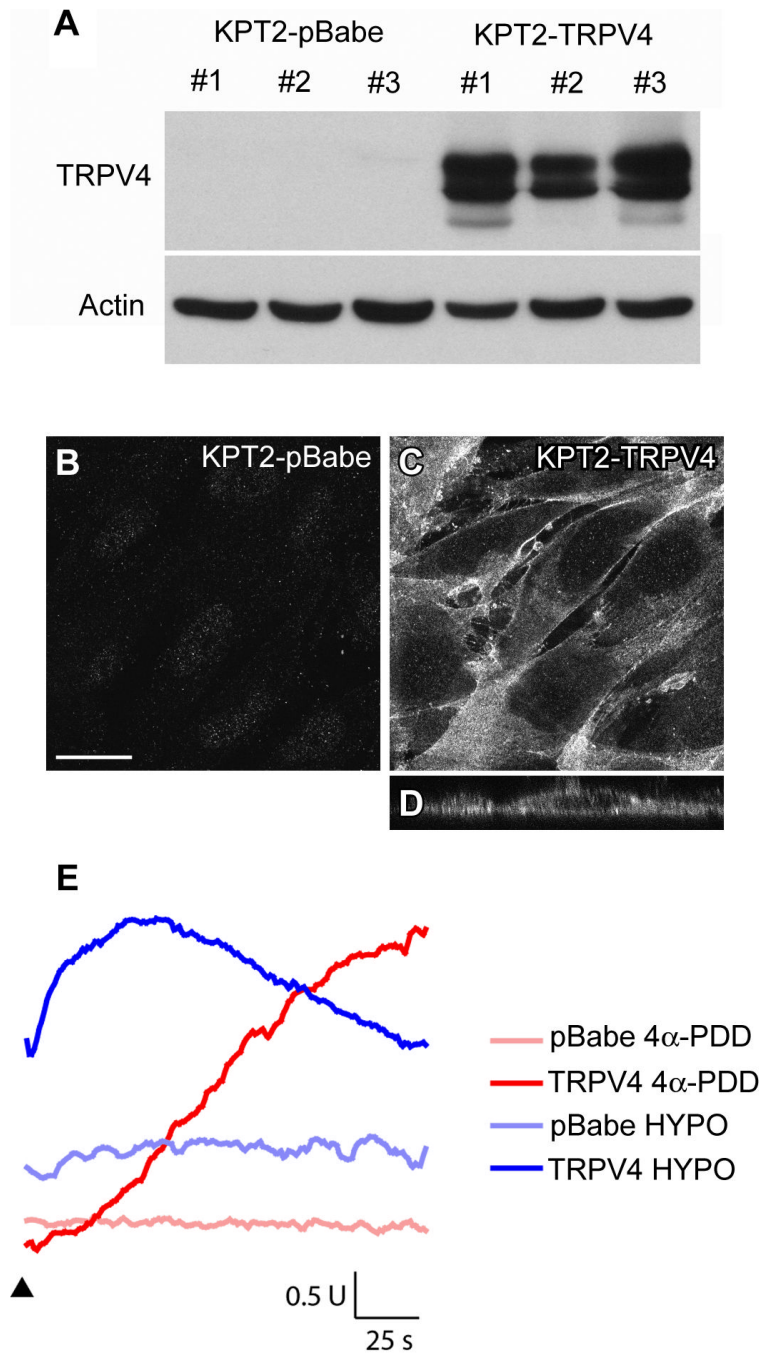 A
KPT2-pBabe KPT2-TRPV4
#1 #2 #3 #1 #2 #3
TRPV4
Actin
B KPT2-pBabe
C KPT2-TRPV4
D
E
pBabe 4α-PDD
TRPV4 4α-PDD
pBabe HYPO
TRPV4 HYPO
0.5 U
25 s